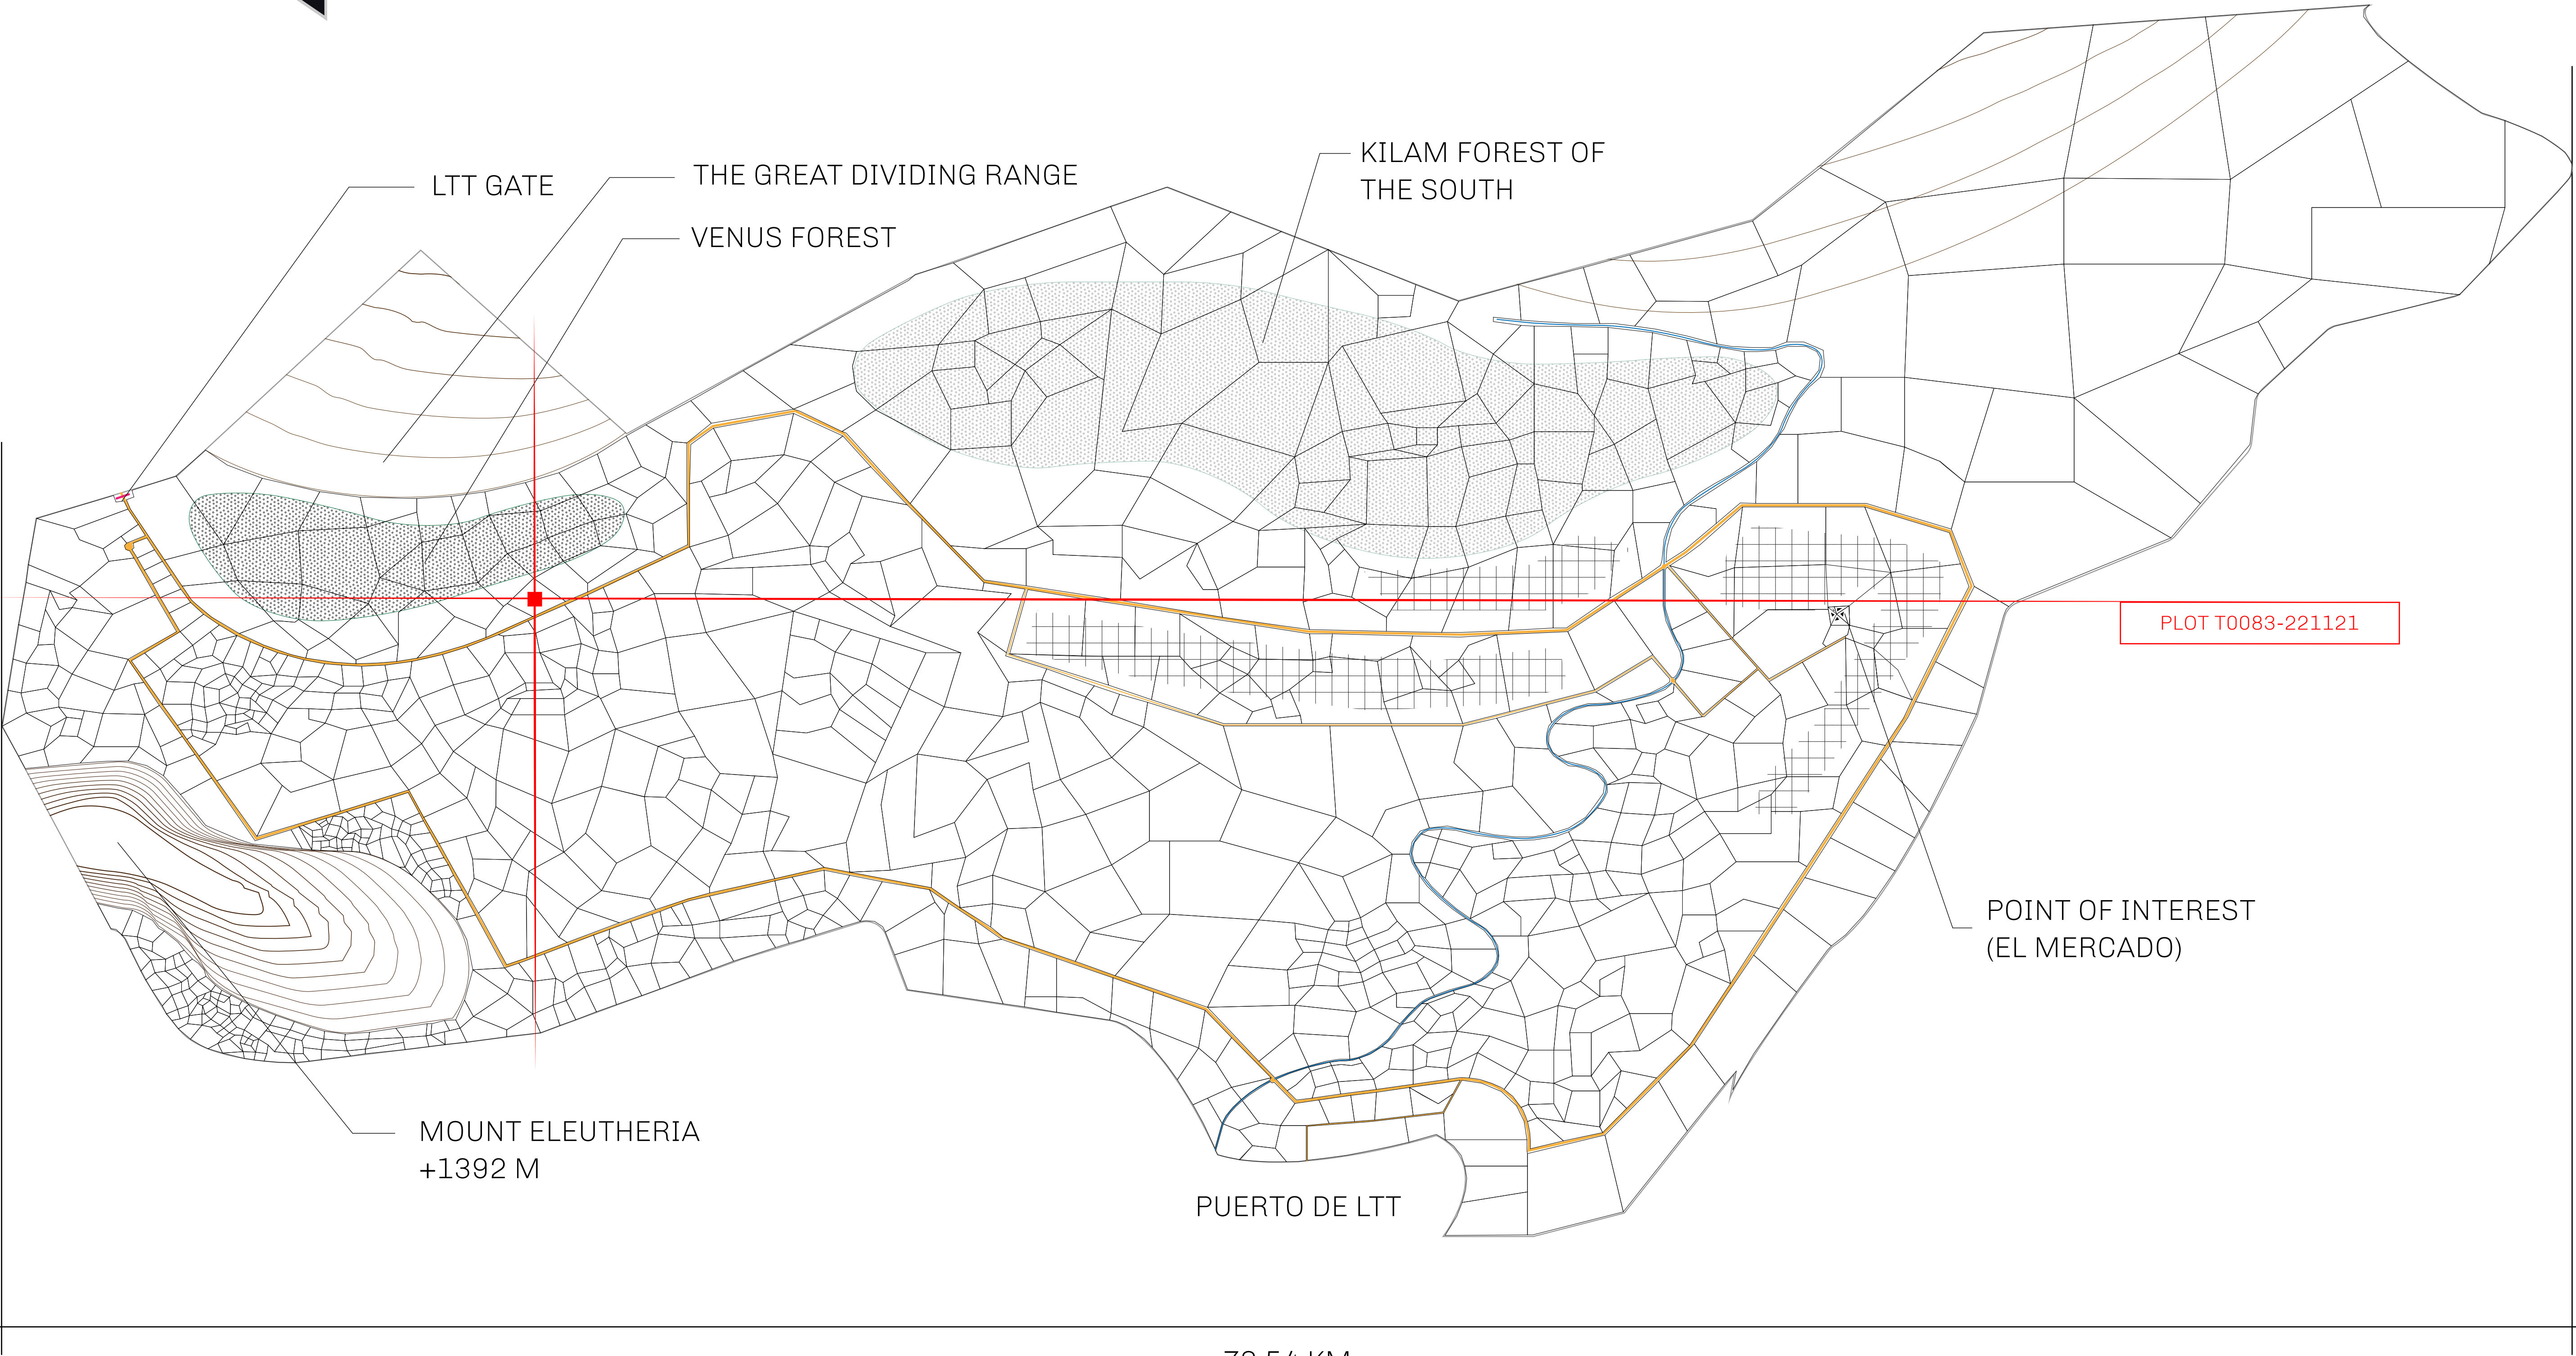 LTT GATE
THE GREAT DIVIDING RANGE
VENUS FOREST
KILAM FOREST OF
THE SOUTH
PLOT T0083-221121
POINT OF INTEREST
(EL MERCADO)
MOUNT ELEUTHERIA
+1392 M
PUERTO DE LTT
KM